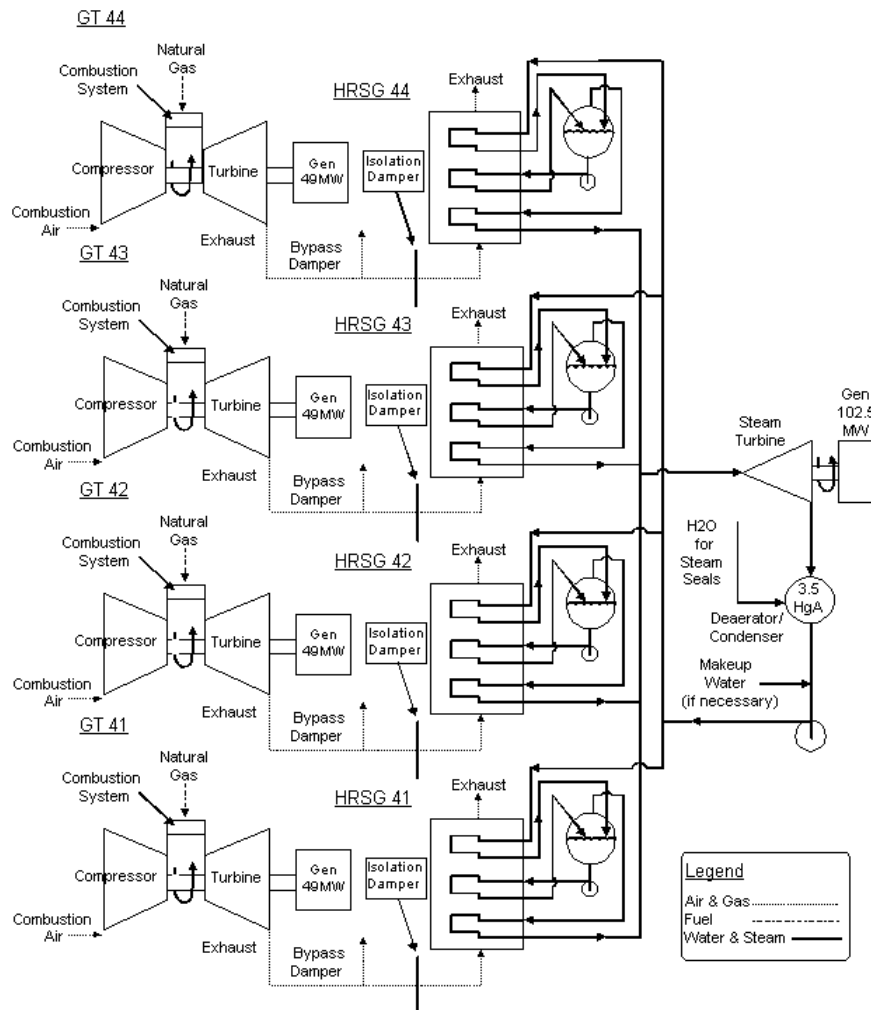 GT 44
Natural
Gas
Combustion
System
Compressor
Turbine
Gen
49MW
Combustion
Air
Exhaust
HRSG 44
Exhaust
Isolation
Damper
Bypass
Damper
GT 43
Natural
Gas
Combustion
System
Compressor
Turbine
Gen
49MW
Combustion
Air
Exhaust
HRSG 43
Exhaust
Isolation
Damper
Bypass
Damper
GT 42
Natural
Gas
Combustion
System
Compressor
Turbine
Gen
49MW
Combustion
Air
Exhaust
HRSG 42
Exhaust
Isolation
Damper
Bypass
Damper
GT 41
Natural
Gas
Combustion
System
Compressor
Turbine
Gen
49MW
Combustion
Air
Exhaust
HRSG 41
Exhaust
Isolation
Damper
Bypass
Damper
Steam
Turbine
Gen
102.5
MW
H2O
for
Steam
Seals
3.5
HgA
Deaerator/
Condenser
Makeup
Water
(if necessary)
Legend
Air & Gas
Fuel
Water & Steam